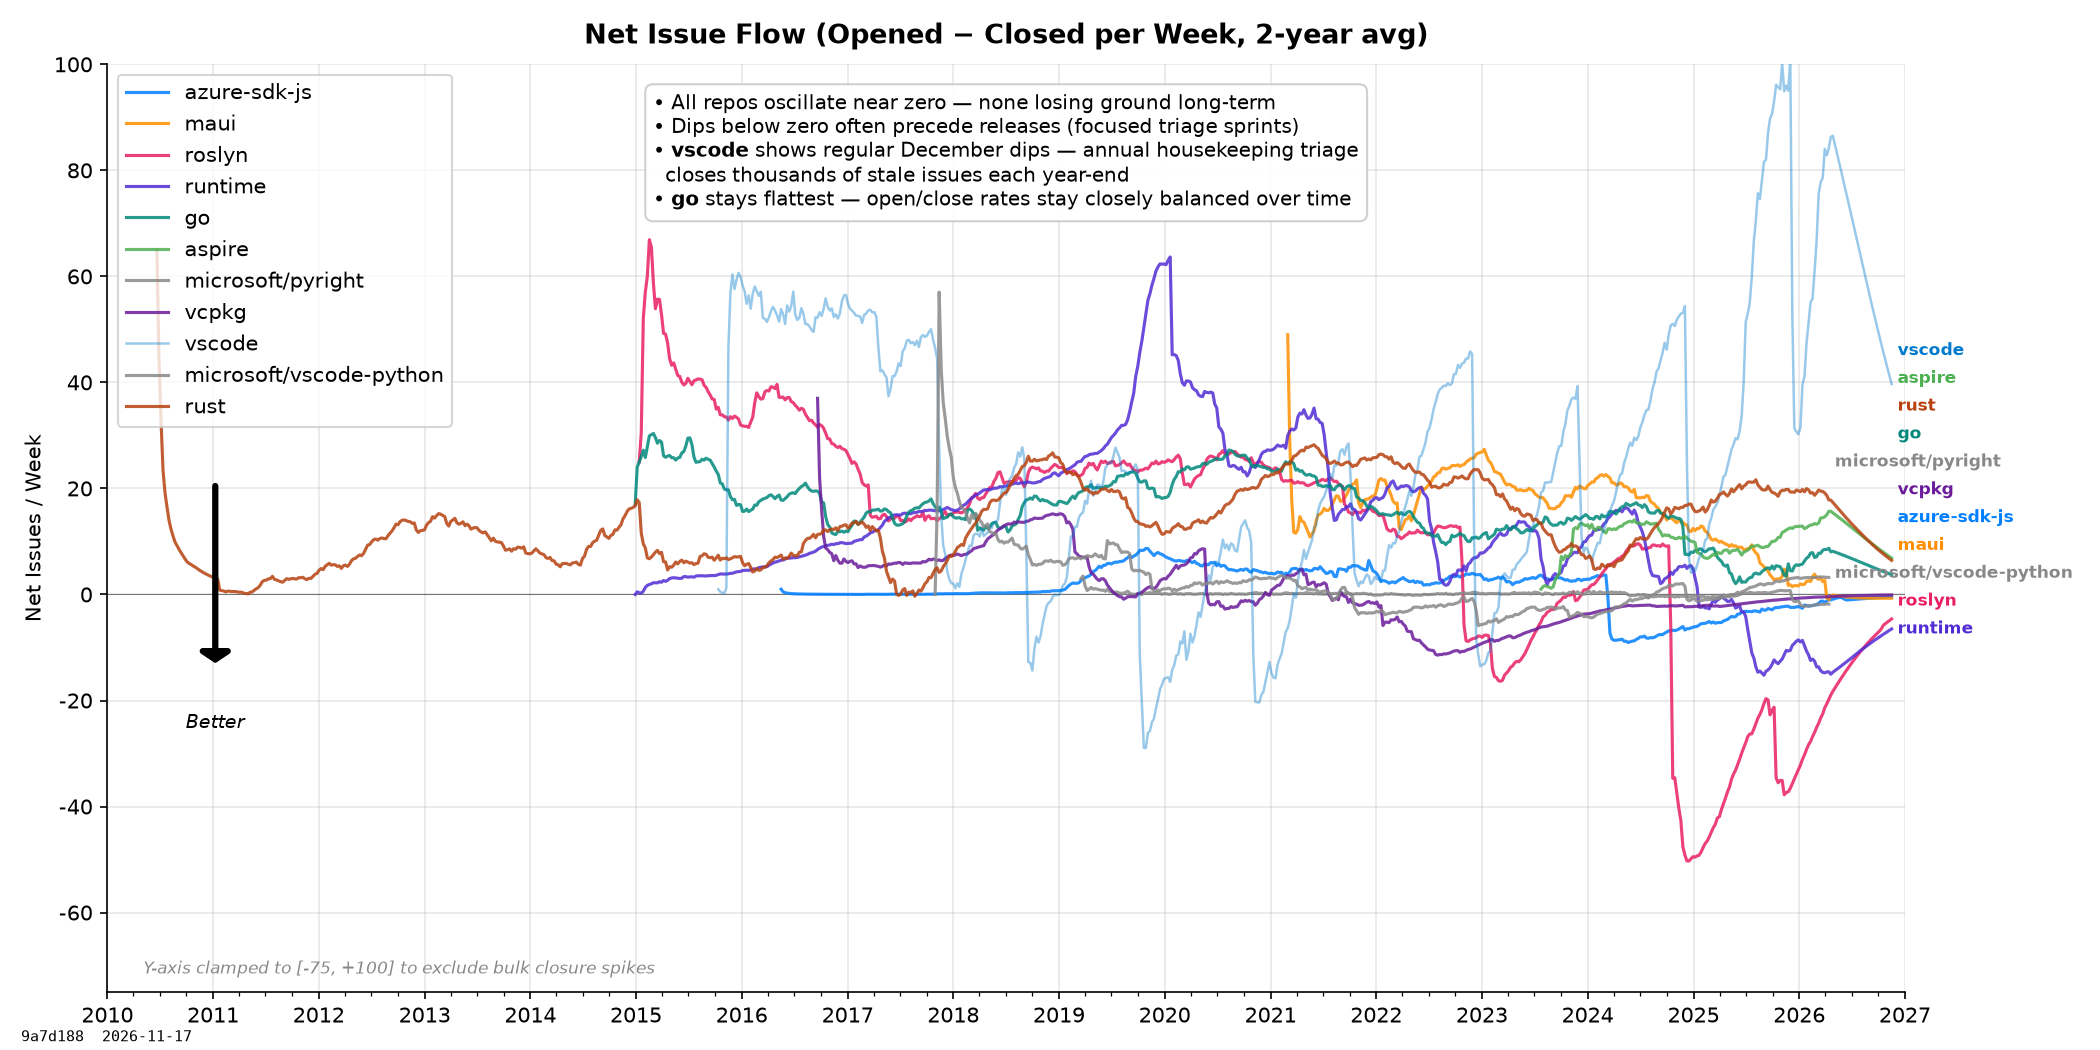 Net Issue Flow (Opened − Closed per Week, 2-year avg)
100
80
60
40
20
0
-20
-40
-60
Net Issues / Week
azure-sdk-js
maui
roslyn
runtime
go
aspire
microsoft/pyright
vcpkg
vscode
microsoft/vscode-python
rust
• All repos oscillate near zero — none losing ground long-term
• Dips below zero often precede releases (focused triage sprints)
• vscode shows regular December dips — annual housekeeping triage
closes thousands of stale issues each year-end
• go stays flattest — open/close rates stay closely balanced over time
Better
vscode
aspire
rust
go
microsoft/pyright
vcpkg
azure-sdk-js
maui
microsoft/vscode-python
roslyn
runtime
Y-axis clamped to [-75, +100] to exclude bulk closure spikes
2010 2011 2012 2013 2014 2015 2016 2017 2018 2019 2020 2021 2022 2023 2024 2025 2026 2027
9a7d188 2026-11-17